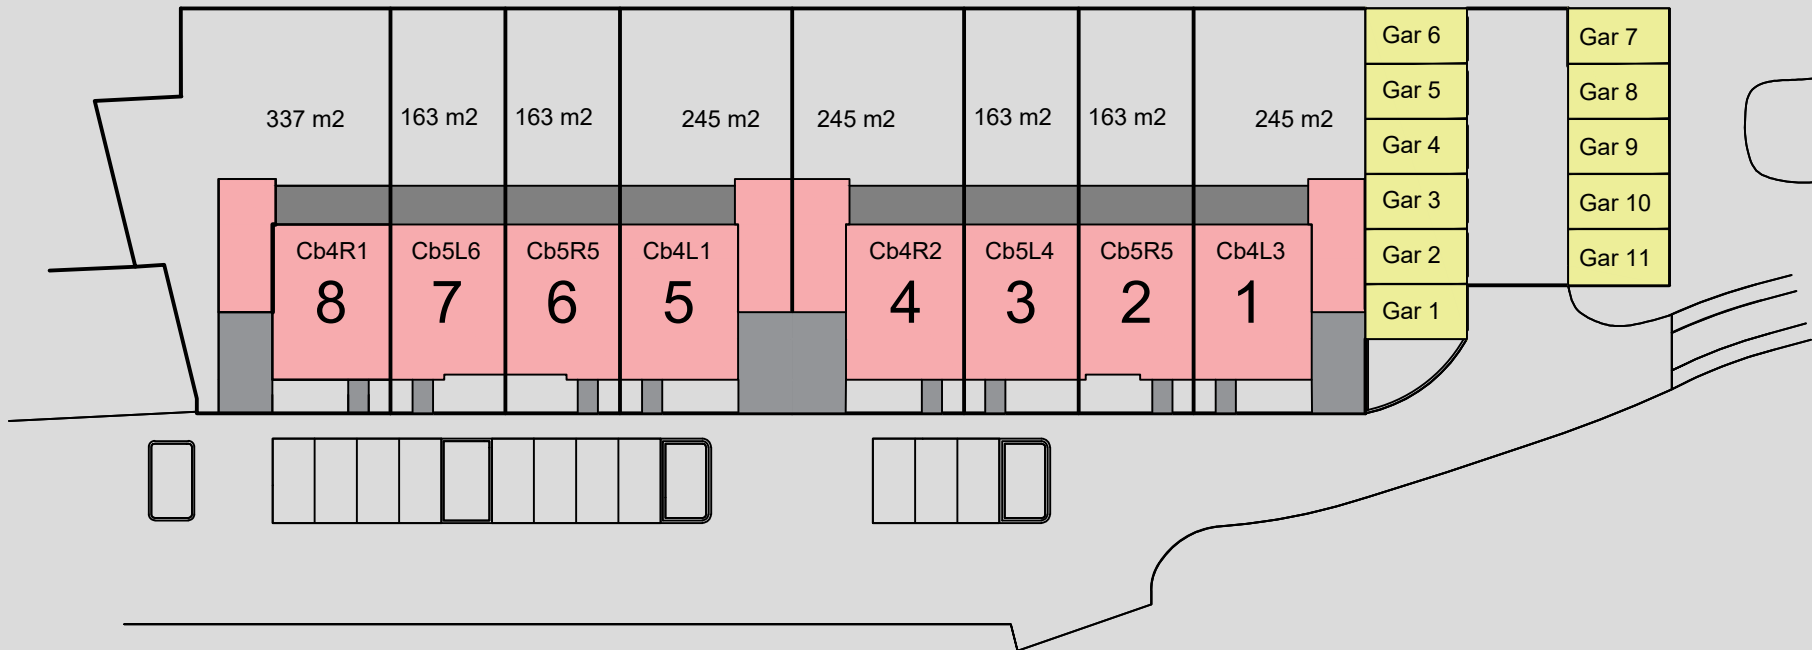 337 m2
163 m2
163 m2
245 m2
245 m2
163 m2
163 m2
245 m2
Gar 6
Gar 5
Gar 4
Gar 3
Gar 2
Gar 1
Gar 7
Gar 8
Gar 9
Gar 10
Gar 11
Cb4R1
8
Cb5L6
7
Cb5R5
6
Cb4L1
5
Cb4R2
4
Cb5L4
3
Cb5R5
2
Cb4L3
1